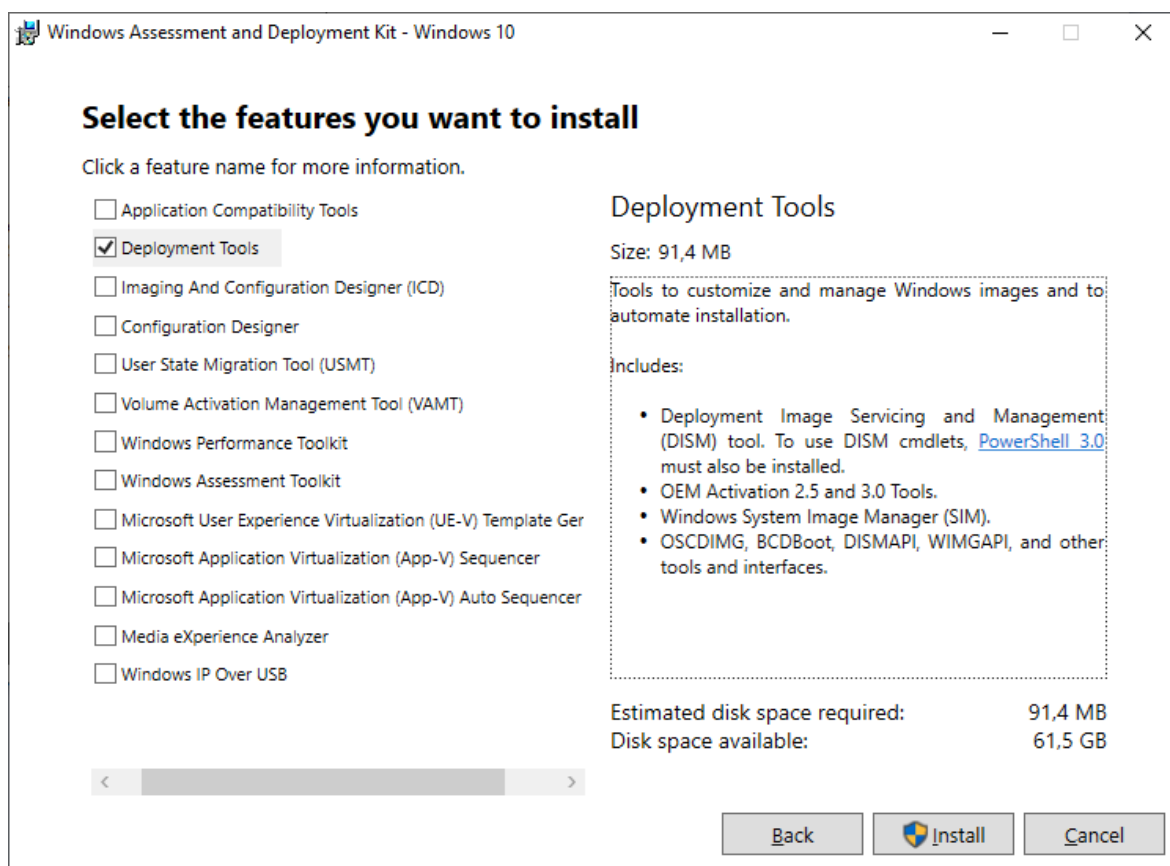 Windows Assessment and Deployment Kit - Windows 10
Select the features you want to install
Click a feature name for more information.
Application Compatibility Tools
Deployment Tools
Imaging And Configuration Designer (ICD)
Configuration Designer
User State Migration Tool (USMT)
Volume Activation Management Tool (VAMT)
Windows Performance Toolkit
Windows Assessment Toolkit
Microsoft User Experience Virtualization (UE-V) Template Ger
Microsoft Application Virtualization (App-V) Sequencer
Microsoft Application Virtualization (App-V) Auto Sequencer
Media eXperience Analyzer
Windows IP Over USB
Deployment Tools
Size: 91,4 MB
Tools to customize and manage Windows images and to
automate installation.
Includes:
• Deployment Image Servicing and Management
(DISM) tool. To use DISM cmdlets, PowerShell 3.0
must also be installed.
• OEM Activation 2.5 and 3.0 Tools.
• Windows System Image Manager (SIM).
• OSCDIMG, BCDBoot, DISMAPI, WIMGAPI, and other
tools and interfaces.
Estimated disk space required: 91,4 MB
Disk space available: 61,5 GB
Back
Install
Cancel